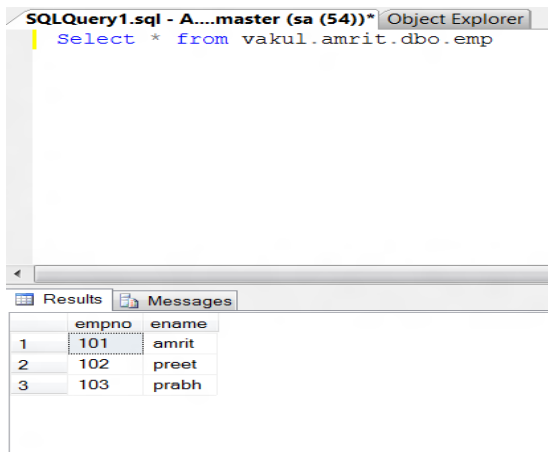 SQLQuery1.sql - A....master (sa (54))* Object Explorer
Select * from vakul.amrit.dbo.emp
Results Messages
empno ename
1 101 amrit
2 102 preet
3 103 prabh